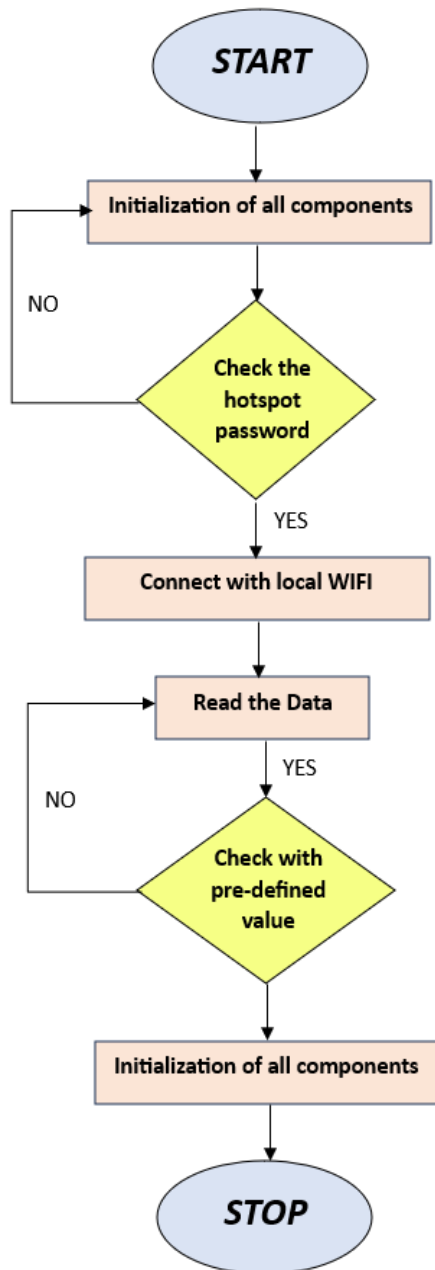 START
Initialization of all components
NO
Check the
hotspot
password
YES
Connect with local WIFI
Read the Data
YES
NO
Check with
pre-defined
value
Initialization of all components
STOP